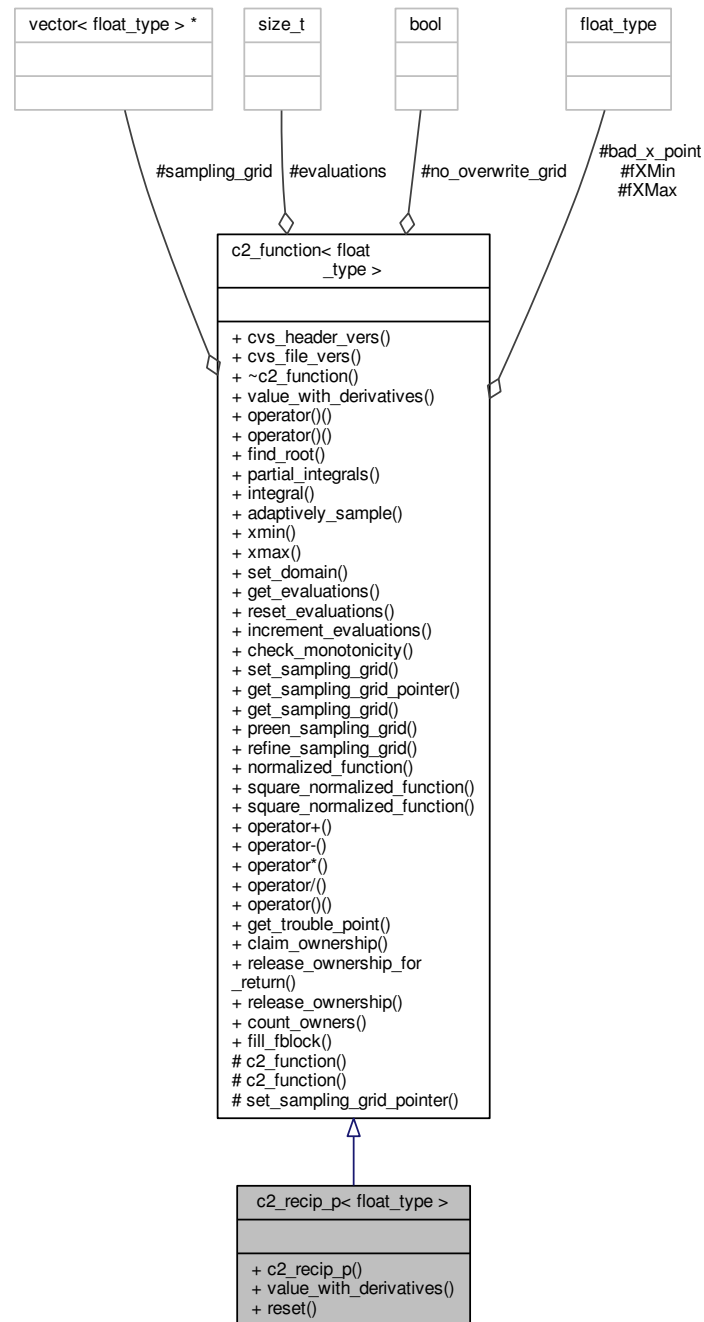 vector< float_type > *
size_t
bool
float_type
#sampling_grid
#evaluations
#no_overwrite_grid
#bad_x_point
#fXMin
#fXMax
c2_function< float
_type >
+ cvs_header_vers()
+ cvs_file_vers()
+ ~c2_function()
+ value_with_derivatives()
+ operator()()
+ operator()()
+ find_root()
+ partial_integrals()
+ integral()
+ adaptively_sample()
+ xmin()
+ xmax()
+ set_domain()
+ get_evaluations()
+ reset_evaluations()
+ increment_evaluations()
+ check_monotonicity()
+ set_sampling_grid()
+ get_sampling_grid_pointer()
+ get_sampling_grid()
+ preen_sampling_grid()
+ refine_sampling_grid()
+ normalized_function()
+ square_normalized_function()
+ square_normalized_function()
+ operator+()
+ operator-()
+ operator*()
+ operator/()
+ operator()()
+ get_trouble_point()
+ claim_ownership()
+ release_ownership_for
_return()
+ release_ownership()
+ count_owners()
+ fill_fblock()
# c2_function()
# c2_function()
# set_sampling_grid_pointer()
c2_recip_p< float_type >
+ c2_recip_p()
+ value_with_derivatives()
+ reset()